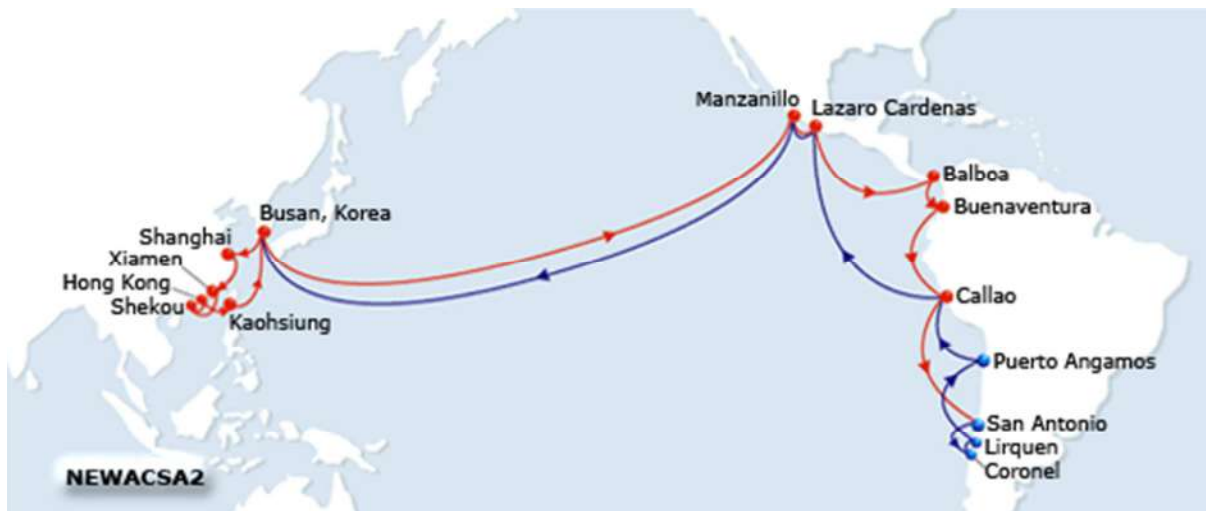 Manzanillo
Lazaro Cardenas
Balboa
Buenaventura
Busan, Korea
Shanghai
Xiamen
Hong Kong
Shekou
Kaohsiung
Callao
Puerto Angamos
San Antonio
Lirquen
Coronel
NEWACSA2